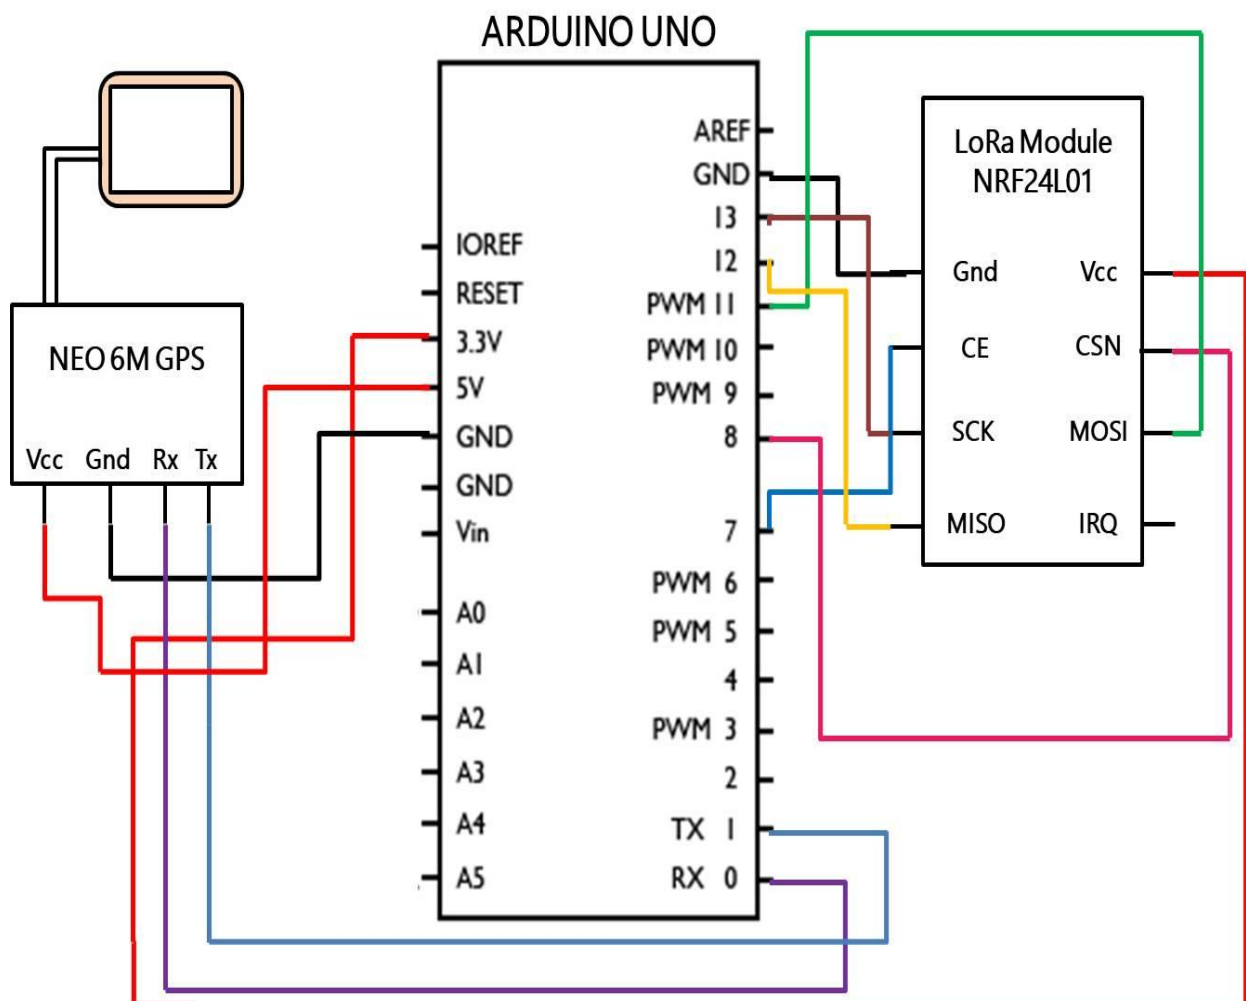 ARDUINO UNO
NEO 6M GPS
Vcc Gnd Rx Tx
IOREF
RESET
3.3V
5V
GND
GND
Vin
A0
A1
A2
A3
A4
A5
AREF
GND
13
12
PWM 11
PWM 10
PWM 9
8
7
PWM 6
PWM 5
4
PWM 3
2
TX 1
RX 0
LoRa Module
NRF24L01
Gnd Vcc
CE CSN
SCK MOSI
MISO IRQ